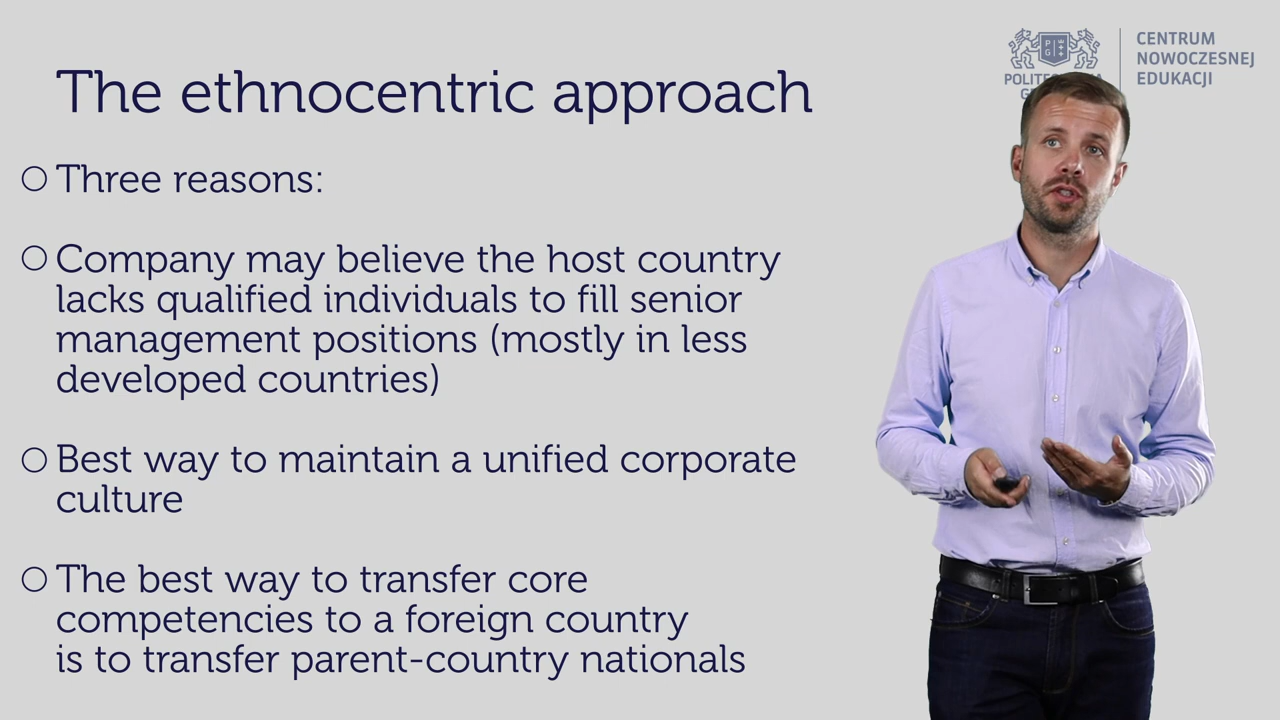 The ethnocentric approach
Three reasons:
Company may believe the host country
lacks qualified individuals to fill senior
management positions (mostly in less
developed countries)
Best way to maintain a unified corporate
culture
The best way to transfer core
competencies to a foreign country
is to transfer parent-country nationals
PG
CENTRUM
NOWOCZESNEJ
EDUKACJI